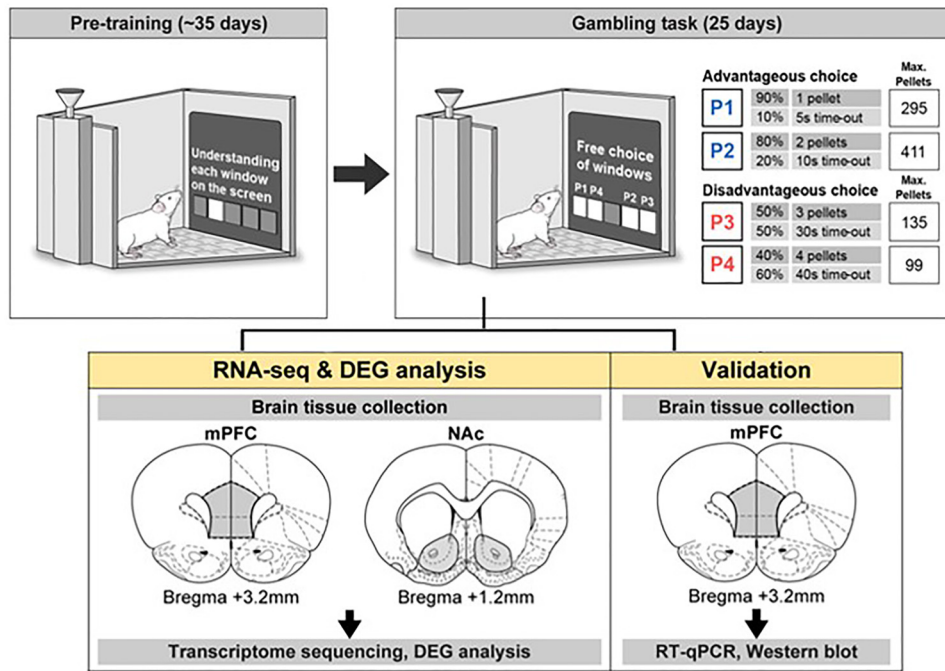 Pre-training (~35 days)
Understanding
each window
on the screen
Gambling task (25 days)
Free choice
of windows
P1 P4 P2 P3
Max.
Pellets
Advantageous choice
P1 90% 1 pellet 295
10% 5s time-out
P2 80% 2 pellets 411
20% 10s time-out
Disadvantageous choice
Max.
Pellets
P3 50% 3 pellets 135
50% 30s time-out
P4 40% 4 pellets 99
60% 40s time-out
RNA-seq & DEG analysis
Brain tissue collection
mPFC NAc
Bregma +3.2mm Bregma +1.2mm
Transcriptome sequencing, DEG analysis
Validation
Brain tissue collection
mPFC
Bregma +3.2mm
RT-qPCR, Western blot